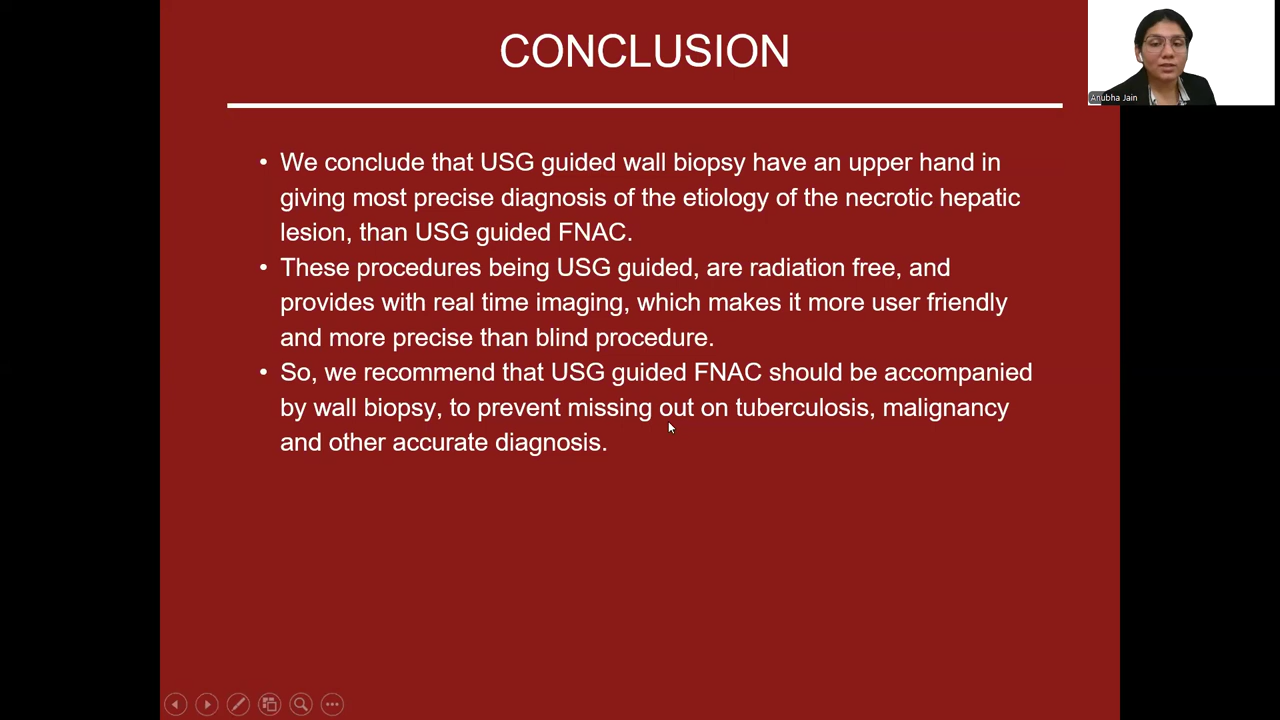 CONCLUSION
• We conclude that USG guided wall biopsy have an upper hand in
giving most precise diagnosis of the etiology of the necrotic hepatic
lesion, than USG guided FNAC.
• These procedures being USG guided, are radiation free, and
provides with real time imaging, which makes it more user friendly
and more precise than blind procedure.
• So, we recommend that USG guided FNAC should be accompanied
by wall biopsy, to prevent missing out on tuberculosis, malignancy
and other accurate diagnosis.
Anubha Jain